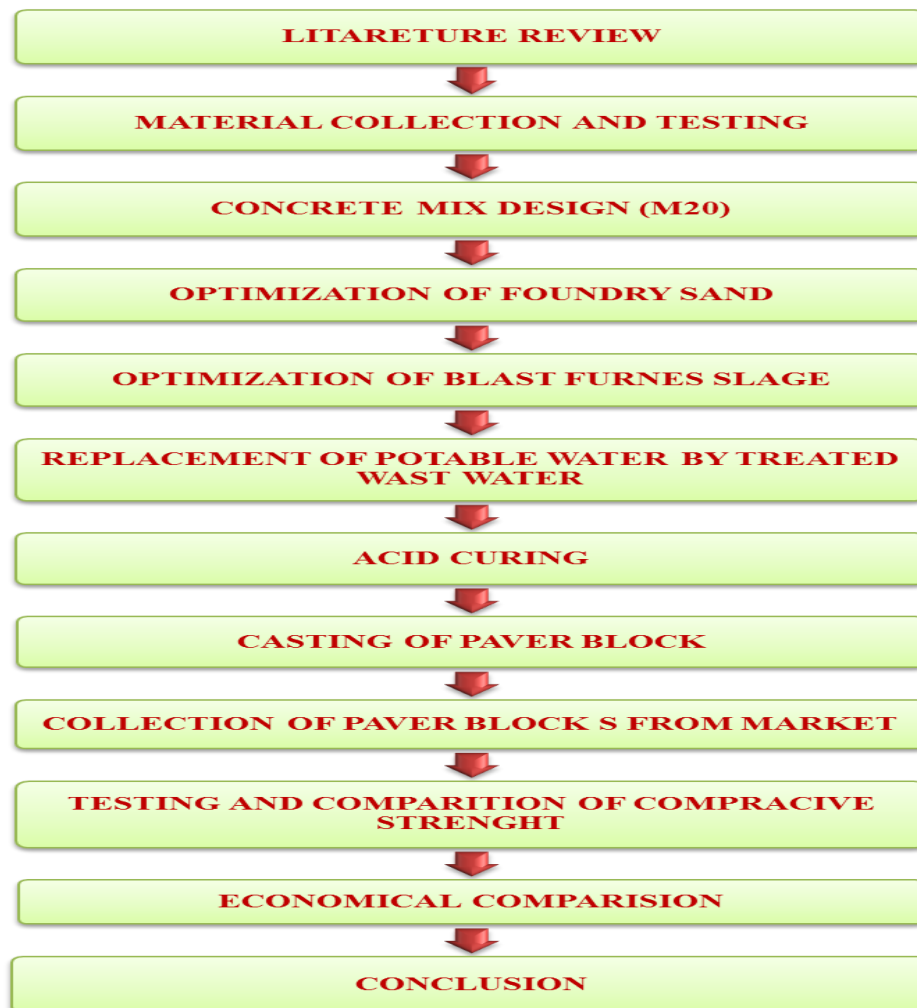 LITARETURE REVIEW
MATERIAL COLLECTION AND TESTING
CONCRETE MIX DESIGN (M20)
OPTIMIZATION OF FOUNDRY SAND
OPTIMIZATION OF BLAST FURNES SLAGE
REPLACEMENT OF POTABLE WATER BY TREATED
WAST WATER
ACID CURING
CASTING OF PAVER BLOCK
COLLECTION OF PAVER BLOCK S FROM MARKET
TESTING AND COMPARITION OF COMPRACIVE
STRENGHT
ECONOMICAL COMPARISION
CONCLUSION